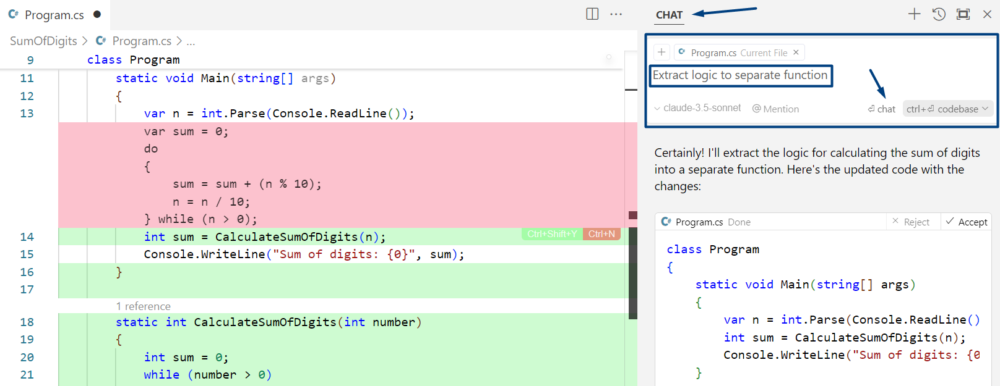 C# Program.cs
SumOfDigits > C# Program.cs > ...
9 class Program
11 static void Main(string[] args)
12 {
13 var n = int.Parse(Console.ReadLine());
var sum = 0;
do
{
sum = sum + (n % 10);
n = n / 10;
} while (n > 0);
14 int sum = CalculateSumOfDigits(n);
Ctrl+Shift+Y Ctrl+N
15 Console.WriteLine("Sum of digits: {0}", sum);
16 }
17
1 reference
18 static int CalculateSumOfDigits(int number)
19 {
20 int sum = 0;
21 while (number > 0)
CHAT
C# Program.cs Current File
Extract logic to separate function
claude-3.5-sonnet @ Mention
chat ctrl+⏎ codebase
Certainly! I'll extract the logic for calculating the sum of digits
into a separate function. Here's the updated code with the
changes:
C# Program.cs Done Reject Accept
class Program
{
static void Main(string[] args)
{
var n = int.Parse(Console.ReadLine()
int sum = CalculateSumOfDigits(n);
Console.WriteLine("Sum of digits: {0
}